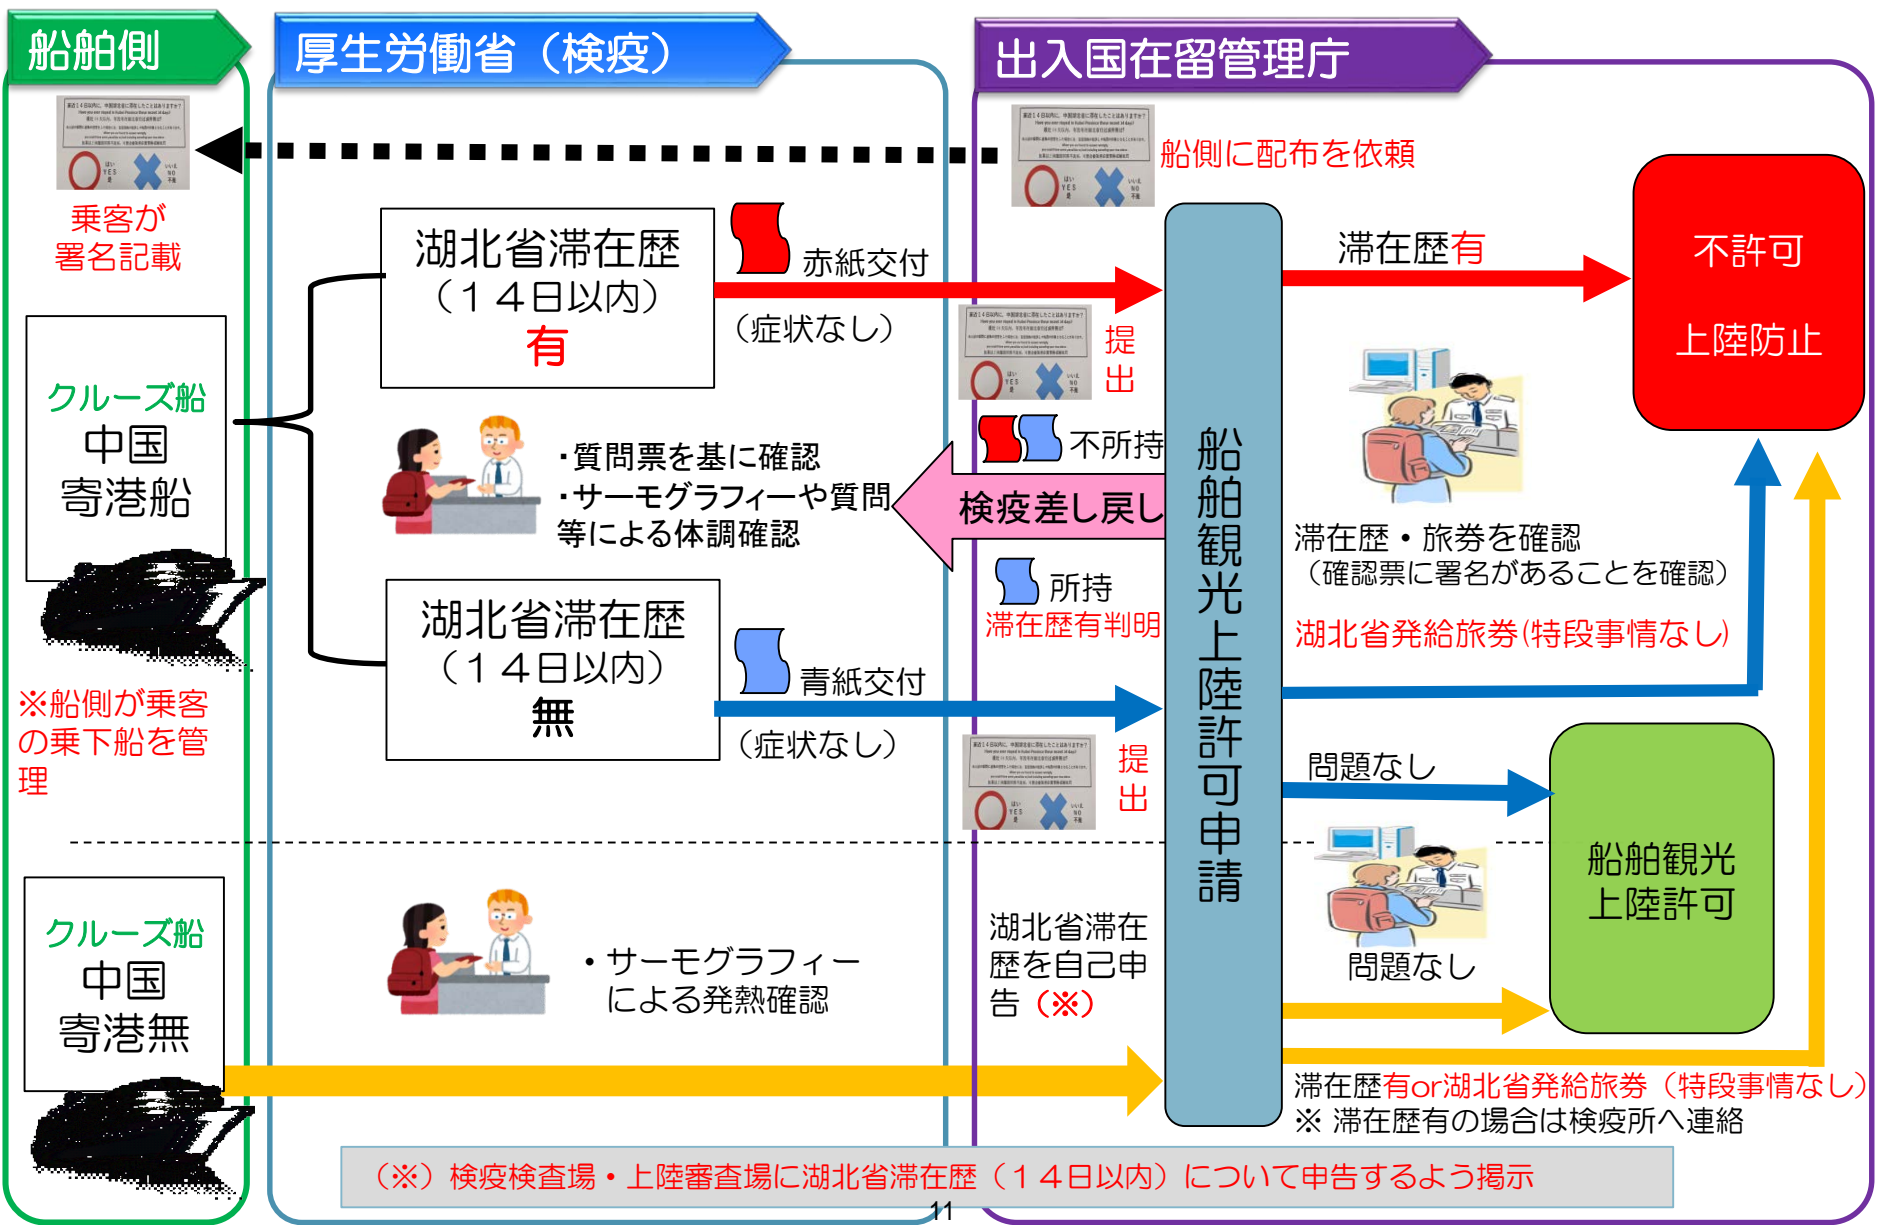 船舶側
厚生労働省（検疫）
出入国在留管理庁
船側に配布を依頼
乗客が
署名記載
クルーズ船
中国
寄港船
※船側が乗客
の乗下船を管
理
クルーズ船
中国
寄港無
湖北省滞在歴
（１４日以内）
有
赤紙交付
（症状なし）
・質問票を基に確認
・サーモグラフィーや質問
等による体調確認
湖北省滞在歴
（１４日以内）
無
青紙交付
（症状なし）
・サーモグラフィー
による発熱確認
はい
YES
是
いいえ
NO
不是
提
出
不所持
検疫差し戻し
所持
滞在歴有判明
提
出
湖北省滞在
歴を自己申
告（※）
船舶観光上陸許可申請
滞在歴有
不許可
上陸防止
滞在歴・旅券を確認
（確認票に署名があることを確認）
湖北省発給旅券(特段事情なし)
問題なし
船舶観光
上陸許可
問題なし
滞在歴有or湖北省発給旅券（特段事情なし）
※ 滞在歴有の場合は検疫所へ連絡
（※）検疫検査場・上陸審査場に湖北省滞在歴（１４日以内）について申告するよう掲示
11